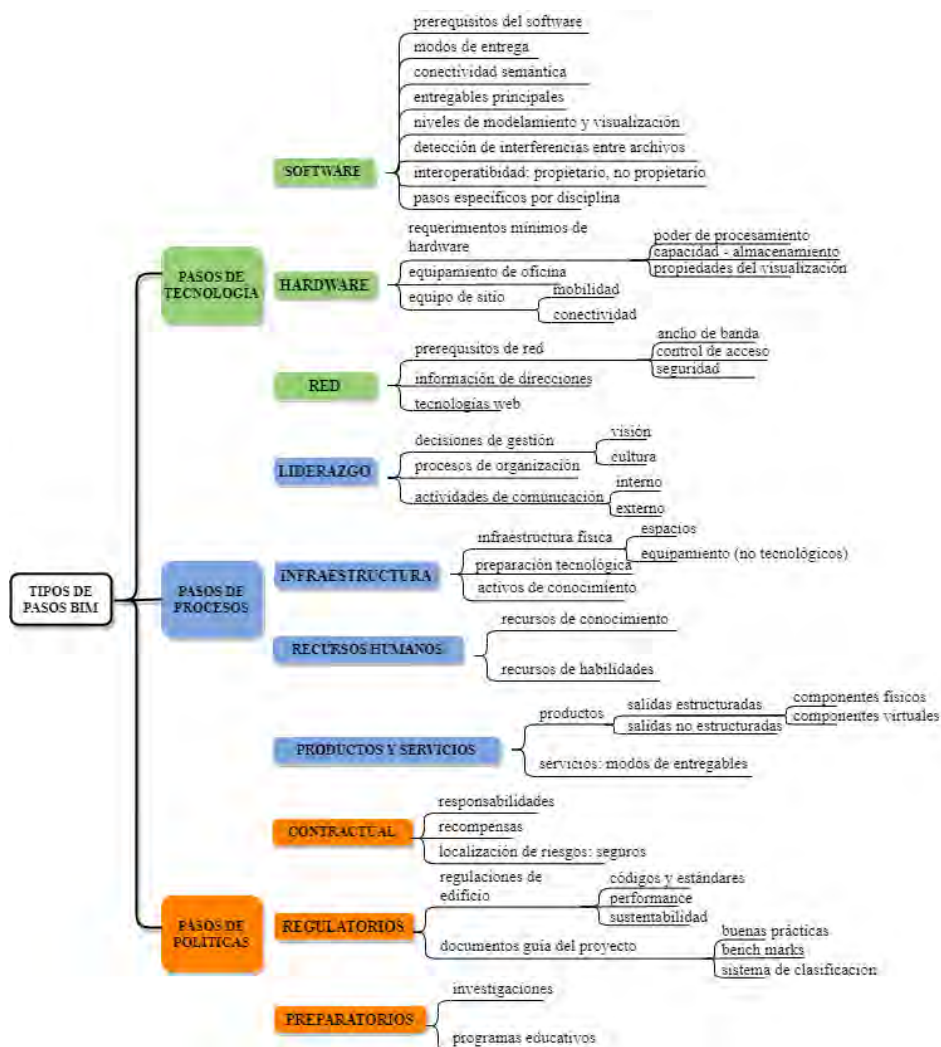 prerequisitos del software
modos de entrega
conectividad semántica
entregables principales
niveles de modelamiento y visualización
detección de interferencias entre archivos
SOFTWARE
interoperatibidad: propietario, no propietario
pasos específicos por disciplina
requerimientos mínimos de
hardware
poder de procesamiento
capacidad - almacenamiento
propiedades del visualización
PASOS DE
TECNOLOGÍA
HARDWARE
equipamiento de oficina
equipo de sitio
mobilidad
conectividad
prerequisitos de red
ancho de banda
control de acceso
seguridad
RED
información de direcciones
tecnologías web
decisiones de gestión
visión
cultura
LIDERAZGO
procesos de organización
actividades de comunicación
interno
externo
infraestructura física
espacios
equipamiento (no tecnológicos)
TIPOS DE
PASOS BIM
PASOS DE
PROCESOS
INFRAESTRUCTURA
preparación tecnológica
activos de conocimiento
recursos de conocimiento
RECURSOS HUMANOS
recursos de habilidades
productos
salidas estructuradas
salidas no estructuradas
componentes físicos
componentes virtuales
PRODUCTOS Y SERVICIOS
servicios: modos de entregables
responsabilidades
CONTRACTUAL
recompensas
localización de riesgos: seguros
regulaciones de
edificio
códigos y estándares
performance
sustentabilidad
PASOS DE
POLÍTICAS
REGULATORIOS
documentos guía del proyecto
buenas prácticas
bench marks
sistema de clasificación
investigaciones
PREPARATORIOS
programas educativos